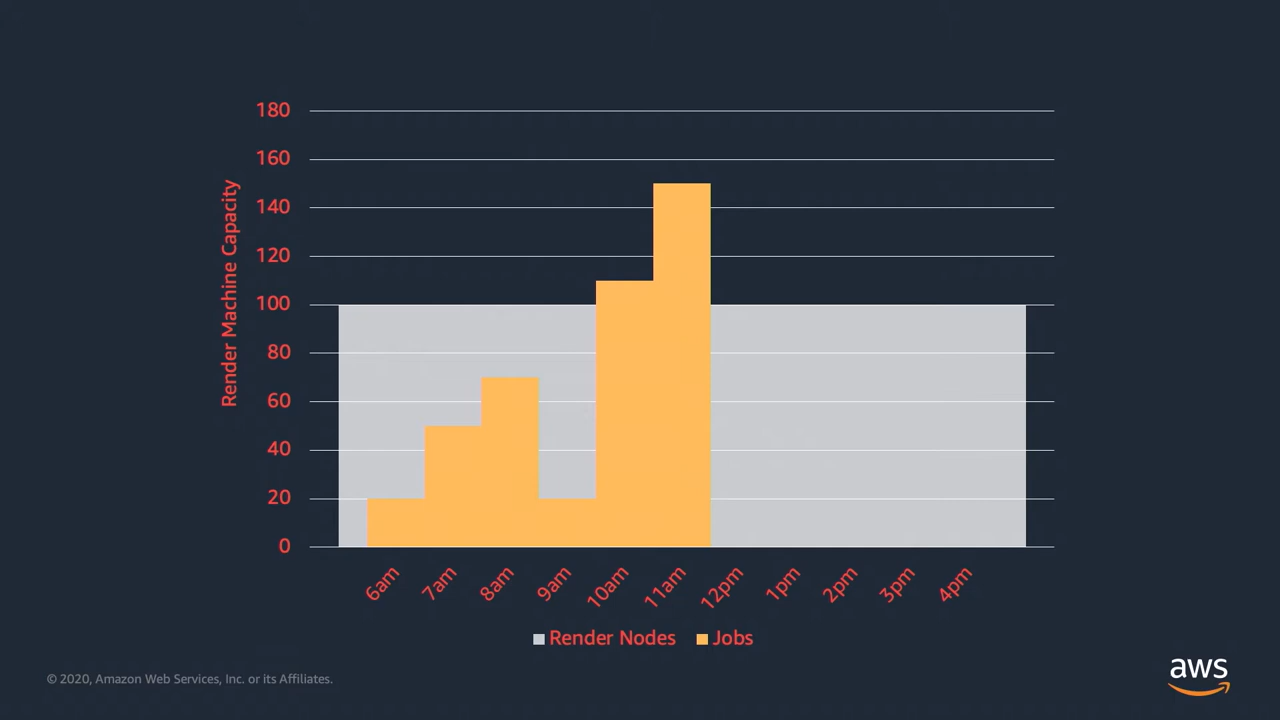 180
160
140
120
100
80
60
40
20
0
Render Machine Capacity
6am
7am
8am
9am
10am
11am
12pm
1pm
2pm
3pm
4pm
Render Nodes
Jobs
© 2020, Amazon Web Services, Inc. or its Affiliates.
aws